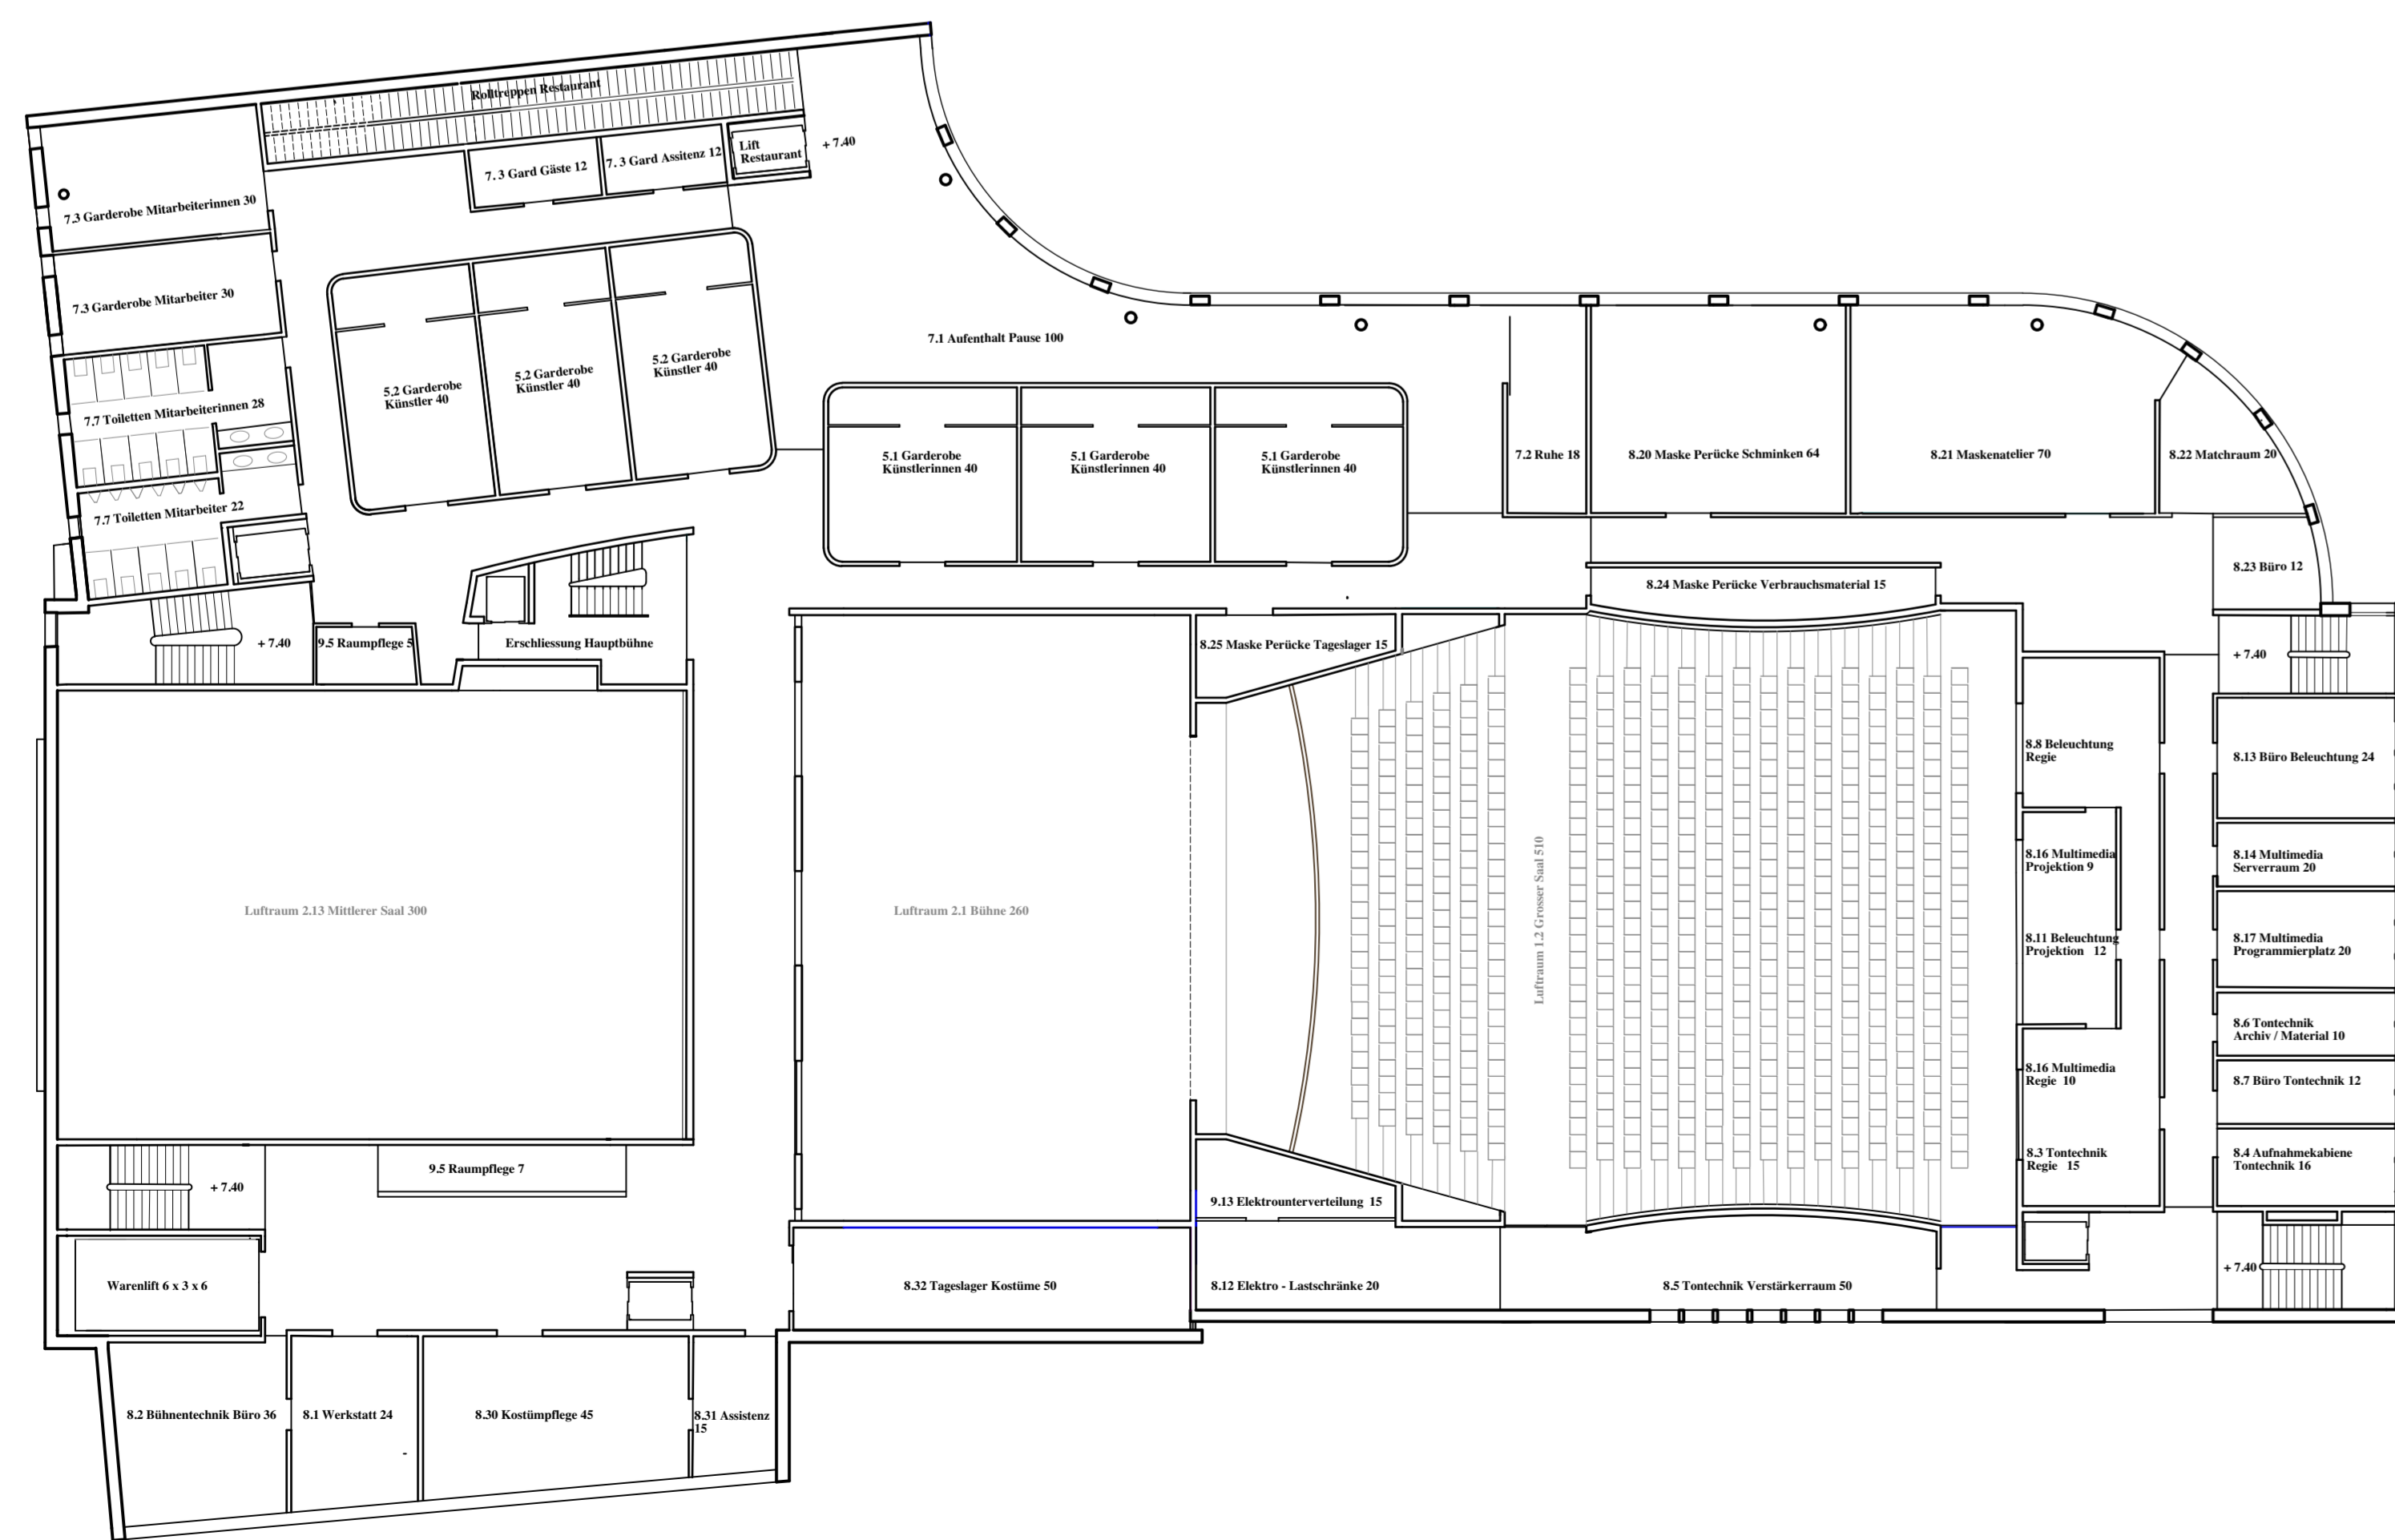 Rolltreppen Restaurant
7. 3 Gard Gäste 12
7. 3 Gard Assitenz 12
Lift
Restaurant
+ 7.40
7.3 Garderobe Mitarbeiterinnen 30
7.3 Garderobe Mitarbeiter 30
7.1 Aufenthalt Pause 100
5.2 Garderobe
Künstler 40
5.2 Garderobe
Künstler 40
5.2 Garderobe
Künstler 40
7.7 Toiletten Mitarbeiterinnen 28
7.7 Toiletten Mitarbeiter 22
5.1 Garderobe
Künstlerinnen 40
5.1 Garderobe
Künstlerinnen 40
5.1 Garderobe
Künstlerinnen 40
7.2 Ruhe 18
8.20 Maske Perücke Schminken 64
8.21 Maskenatelier 70
8.22 Matchraum 20
8.23 Büro 12
8.24 Maske Perücke Verbrauchsmaterial 15
+ 7.40
9.5 Raumpflege 5
Erschliessung Hauptbühne
8.25 Maske Perücke Tageslager 15
+ 7.40
8.8 Beleuchtung
Regie
8.13 Büro Beleuchtung 24
8.16 Multimedia
Projektion 9
8.14 Multimedia
Serverraum 20
Luftraum 2.13 Mittlerer Saal 300
Luftraum 2.1 Bühne 260
Luftraum 1.2 Grosser Saal 510
8.11 Beleuchtung
Projektion 12
8.17 Multimedia
Programmierplatz 20
8.6 Tontechnik
Archiv / Material 10
8.16 Multimedia
Regie 10
8.7 Büro Tontechnik 12
8.3 Tontechnik
Regie 15
8.4 Aufnahmekabiene
Tontechnik 16
9.5 Raumpflege 7
+ 7.40
9.13 Elektrounterverteilung 15
+ 7.40
Warenlift 6 x 3 x 6
8.32 Tageslager Kostüme 50
8.12 Elektro - Lastschränke 20
8.5 Tontechnik Verstärkerraum 50
8.2 Bühnentechnik Büro 36
8.1 Werkstatt 24
8.30 Kostümpflege 45
8.31 Assistenz
15